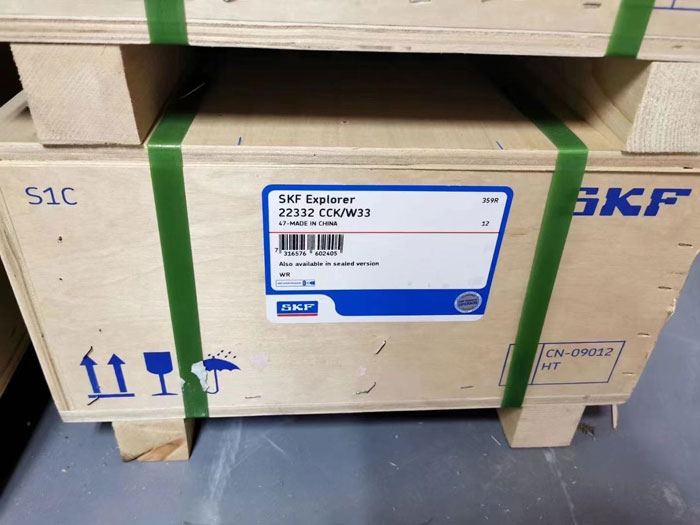 S1C
SKF Explorer 359R
22332 CCK/W33
47-MADE IN CHINA 12
7 316576 602405
Also available in sealed version
WR
SKF
SKF
CN-09012
HT